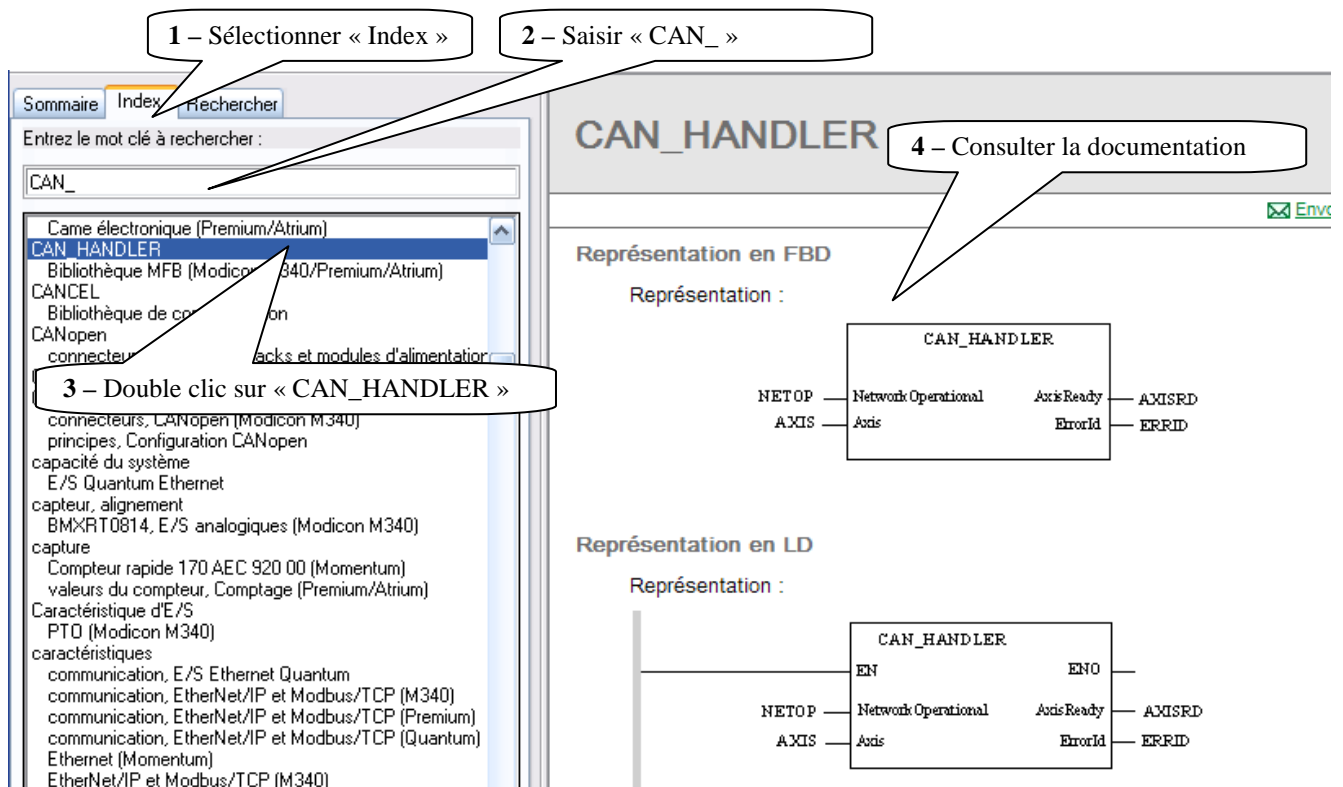 1 – Sélectionner « Index »
2 – Saisir « CAN_ »
Sommaire Index Rechercher
Entrez le mot clé à rechercher :
CAN_
Came électronique (Premium/Atrium)
CAN_HANDLER
Bibliothèque MFB (Modicon 340/Premium/Atrium)
CANCEL
Bibliothèque de co on
CANopen
connecteu acks et modules d'alimentation
3 – Double clic sur « CAN_HANDLER »
connecteurs, CANopen (Modicon M340)
principes, Configuration CANopen
capacité du système
E/S Quantum Ethernet
capteur, alignement
BMXRT0814, E/S analogiques (Modicon M340)
capture
Compteur rapide 170 AEC 920 00 (Momentum)
valeurs du compteur, Comptage (Premium/Atrium)
Caractéristique d'E/S
PTO (Modicon M340)
caractéristiques
communication, E/S Ethernet Quantum
communication, EtherNet/IP et Modbus/TCP (M340)
communication, EtherNet/IP et Modbus/TCP (Premium)
communication, EtherNet/IP et Modbus/TCP (Quantum)
Ethernet (Momentum)
EtherNet/IP et Modbus/TCP (M340)
CAN_HANDLER
4 – Consulter la documentation
Envo
Représentation en FBD
Représentation :
CAN_HANDLER
NETOP Network Operational AxisReady AXISRD
AXIS Axis ErrorId ERRID
Représentation en LD
Représentation :
CAN_HANDLER
EN ENO
NETOP Network Operational AxisReady AXISRD
AXIS Axis ErrorId ERRID